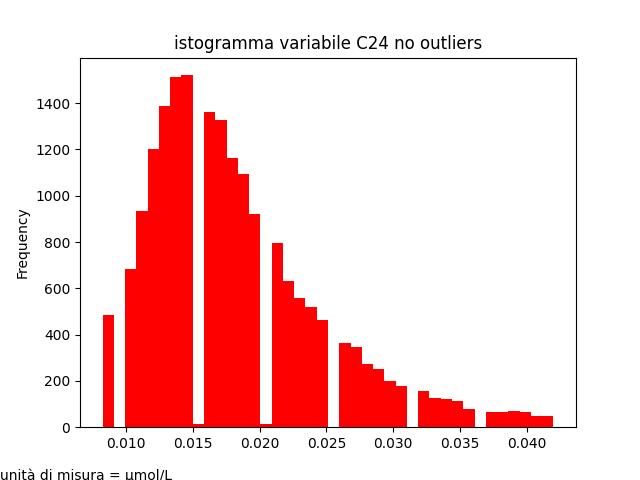 istogramma variabile C24 no outliers
1400
1200
1000
800
600
400
200
0
Frequency
0.010 0.015 0.020 0.025 0.030 0.035 0.040
unità di misura = μmol/L